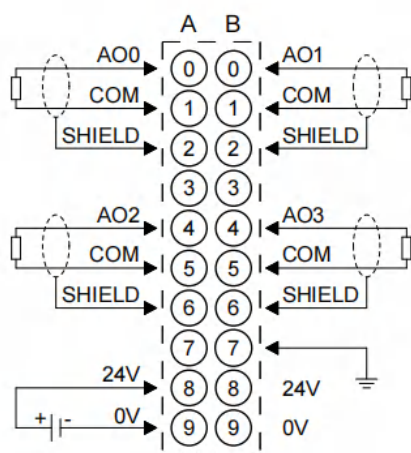 A B
AO0 0 0 AO1
COM 1 1 COM
SHIELD 2 2 SHIELD
3 3
AO2 4 4 AO3
COM 5 5 COM
SHIELD 6 6 SHIELD
7 7
24V 8 8 24V
+ - 0V 9 9 0V